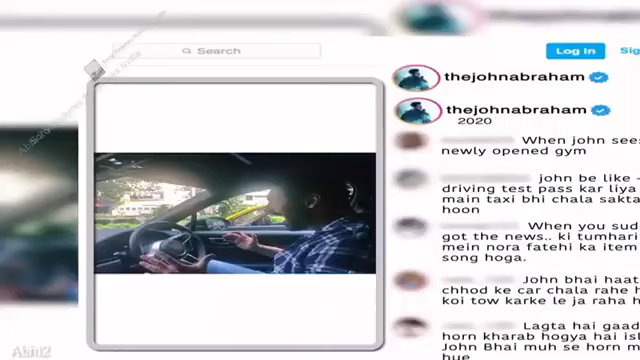 Search
Log In
Sig
thejohnabraham
thejohnabraham
2020
When john sees
newly opened gym
john be like -
driving test pass kar liya
main taxi bhi chala sakta
hoon
When you sud
got the news.. ki tumhari
mein nora fatehi ka item
song hoga.
John bhai haat
chhod ke car chala rahe h
koi tow karke le ja raha h
Lagta hai gaad
horn kharab hogya hai isl
John Bhai muh se horn m
hue